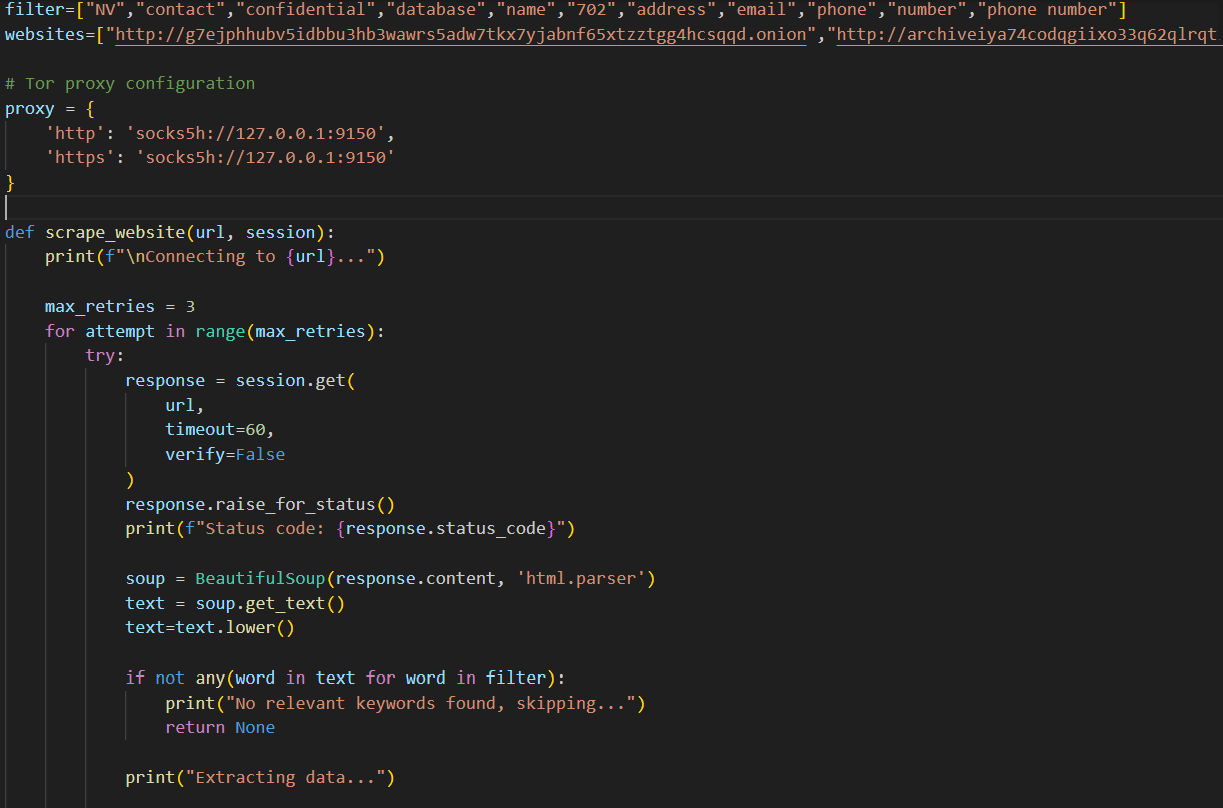 filter=["NV","contact","confidential","database","name","702","address","email","phone","number","phone number"]
websites=["http://g7ejphhubv5idbbu3hb3wawrs5adw7tkx7yjabnf65xtzztgg4hcsqqd.onion","http://archiveiya74codqgiixo33q62qlrqt
# Tor proxy configuration
proxy = {
    'http': 'socks5h://127.0.0.1:9150',
    'https': 'socks5h://127.0.0.1:9150'
}
def scrape_website(url, session):
    print(f"\nConnecting to {url}...")
    max_retries = 3
    for attempt in range(max_retries):
        try:
            response = session.get(
                url,
                timeout=60,
                verify=False
            )
            response.raise_for_status()
            print(f"Status code: {response.status_code}")
            soup = BeautifulSoup(response.content, 'html.parser')
            text = soup.get_text()
            text=text.lower()
            if not any(word in text for word in filter):
                print("No relevant keywords found, skipping...")
                return None
            print("Extracting data...")